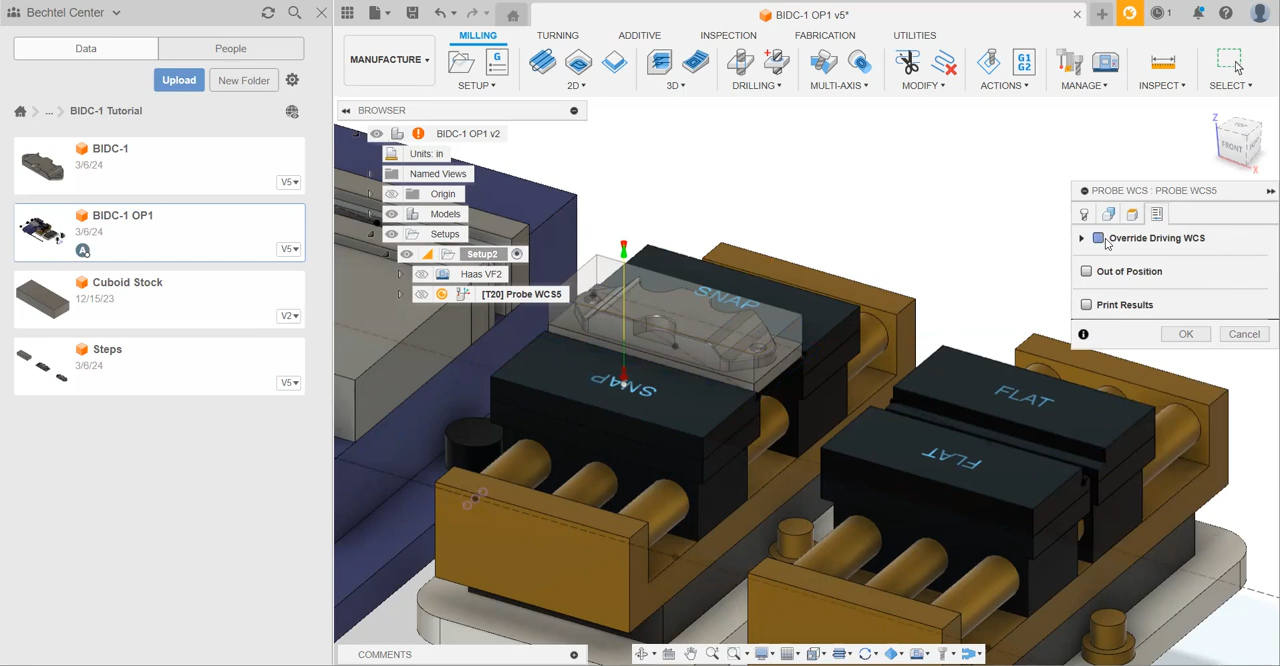 Bechtel Center
Data
People
Upload
New Folder
...
BIDC-1 Tutorial
BIDC-1
3/6/24
V5▾
BIDC-1 OP1
3/6/24
A
V5▾
Cuboid Stock
12/15/23
V2▾
Steps
3/6/24
V5▾
BIDC-1 OP1 v5*
1
MANUFACTURE ▾
MILLING
TURNING
ADDITIVE
INSPECTION
FABRICATION
UTILITIES
G
G1
G2
SETUP ▾
2D ▾
3D ▾
DRILLING ▾
MULTI-AXIS ▾
MODIFY ▾
ACTIONS ▾
MANAGE ▾
INSPECT ▾
SELECT ▾
BROWSER
BIDC-1 OP1 v2
Units: in
Named Views
Origin
Models
Setups
Setup2
Haas VF2
[T20] Probe WCS5
Z
TOP
FRONT
X
PROBE WCS : PROBE WCS5
Override Driving WCS
Out of Position
Print Results
OK
Cancel
SNAP
SNAP
FLAT
FLAT
COMMENTS